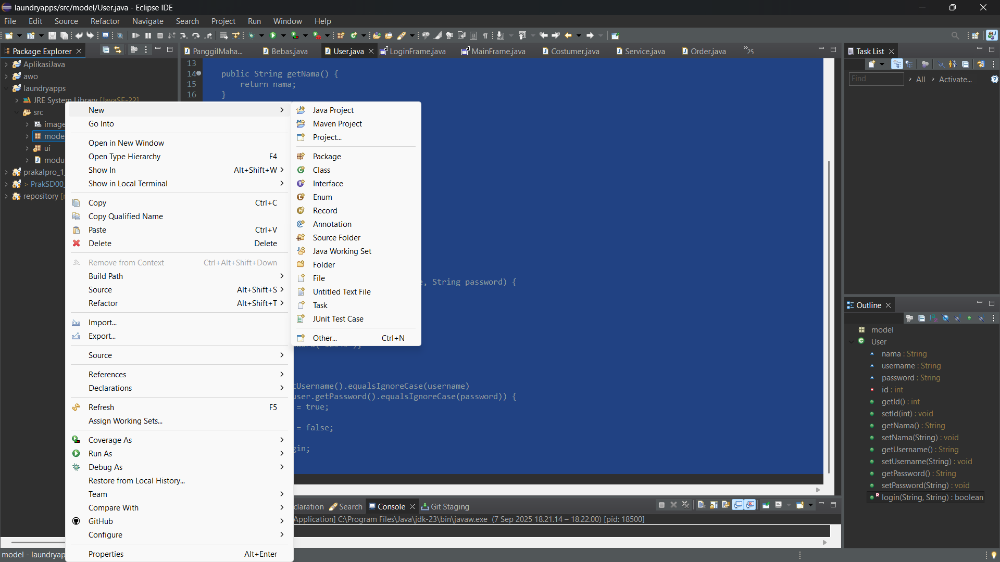 laundryapps/src/model/User.java - Eclipse IDE
File Edit Source Refactor Navigate Search Project Run Window Help
Package Explorer
PanggilMaha... Bebas.java User.java LoginFrame.java MainFrame.java Costumer.java Service.java Order.java »25
Task List
AplikasiJava
awo
laundryapps
JRE System Library [JavaSE-22]
src
image
mode
ui
modu
prakalpro_1_
> PrakSD00_
repository [
13
14 public String getNama() {
15 return nama;
16 }
, String password) {
tUsername().equalsIgnoreCase(username)
user.getPassword().equalsIgnoreCase(password)) {
= true;
= false;
gin;
New
Go Into
Open in New Window
Open Type Hierarchy F4
Show In Alt+Shift+W
Show in Local Terminal
Copy Ctrl+C
Copy Qualified Name
Paste Ctrl+V
Delete Delete
Remove from Context Ctrl+Alt+Shift+Down
Build Path
Source Alt+Shift+S
Refactor Alt+Shift+T
Import...
Export...
Source
References
Declarations
Refresh F5
Assign Working Sets...
Coverage As
Run As
Debug As
Restore from Local History...
Team
Compare With
GitHub
Configure
Properties Alt+Enter
Java Project
Maven Project
Project...
Package
Class
Interface
Enum
Record
Annotation
Source Folder
Java Working Set
Folder
File
Untitled Text File
Task
JUnit Test Case
Other... Ctrl+N
Find All Activate...
Outline
model
User
nama : String
username : String
password : String
id : int
getId() : int
setId(int) : void
getNama() : String
setNama(String) : void
getUsername() : String
setUsername(String) : void
getPassword() : String
setPassword(String) : void
login(String, String) : boolean
claration Search Console Git Staging
Application] C:\Program Files\Java\jdk-23\bin\javaw.exe (7 Sep 2025 18.21.14 – 18.22.00) [pid: 18500]
model - laundryap